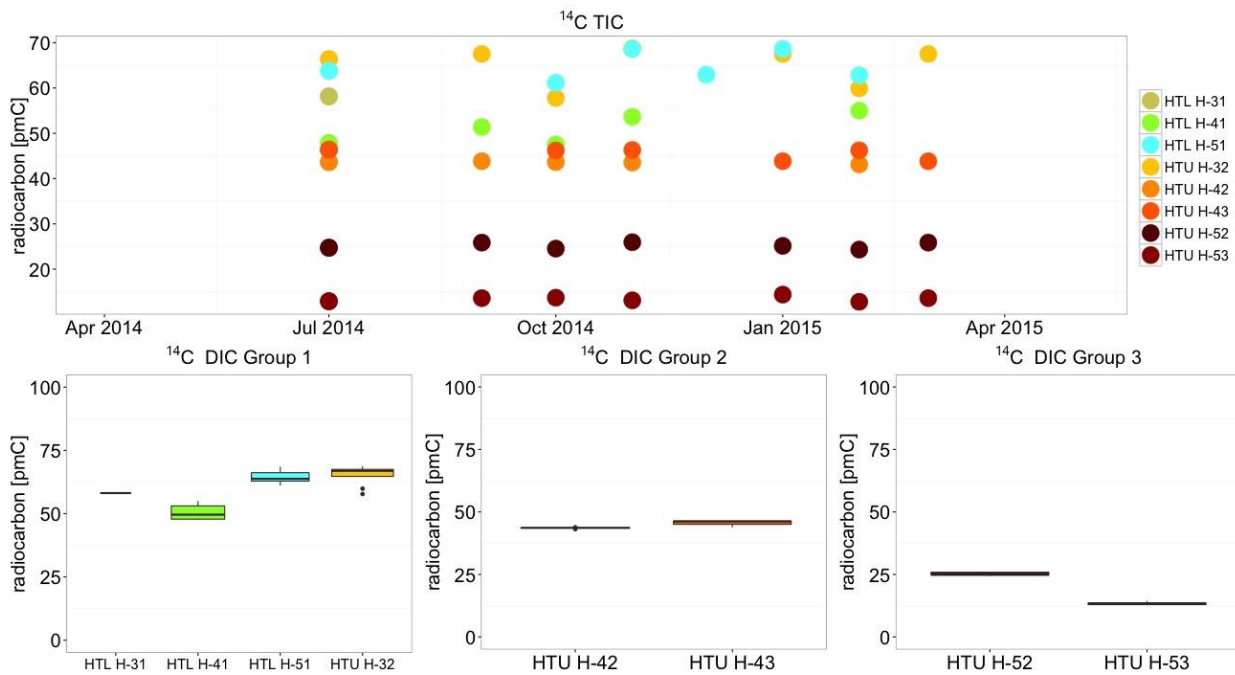 ¹⁴C TIC
radiocarbon [pmC]
70
60
50
40
30
20
Apr 2014
Jul 2014
Oct 2014
Jan 2015
Apr 2015
HTL H-31
HTL H-41
HTL H-51
HTU H-32
HTU H-42
HTU H-43
HTU H-52
HTU H-53
¹⁴C DIC Group 1
radiocarbon [pmC]
100
75
50
25
0
HTL H-31
HTL H-41
HTL H-51
HTU H-32
¹⁴C DIC Group 2
radiocarbon [pmC]
100
75
50
25
0
HTU H-42
HTU H-43
¹⁴C DIC Group 3
radiocarbon [pmC]
100
75
50
25
0
HTU H-52
HTU H-53